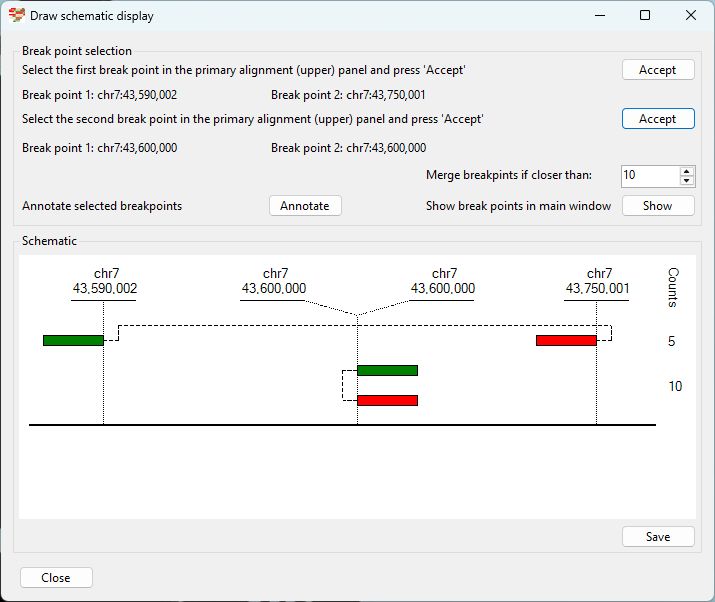 Draw schematic display
Break point selection
Select the first break point in the primary alignment (upper) panel and press 'Accept'
Accept
Break point 1: chr7:43,590,002 Break point 2: chr7:43,750,001
Select the second break point in the primary alignment (upper) panel and press 'Accept'
Accept
Break point 1: chr7:43,600,000 Break point 2: chr7:43,600,000
Merge breakpints if closer than: 10
Annotate selected breakpoints Annotate Show break points in main window Show
Schematic
chr7 chr7 chr7 chr7
43,590,002 43,600,000 43,600,000 43,750,001
Counts
5
10
Save
Close